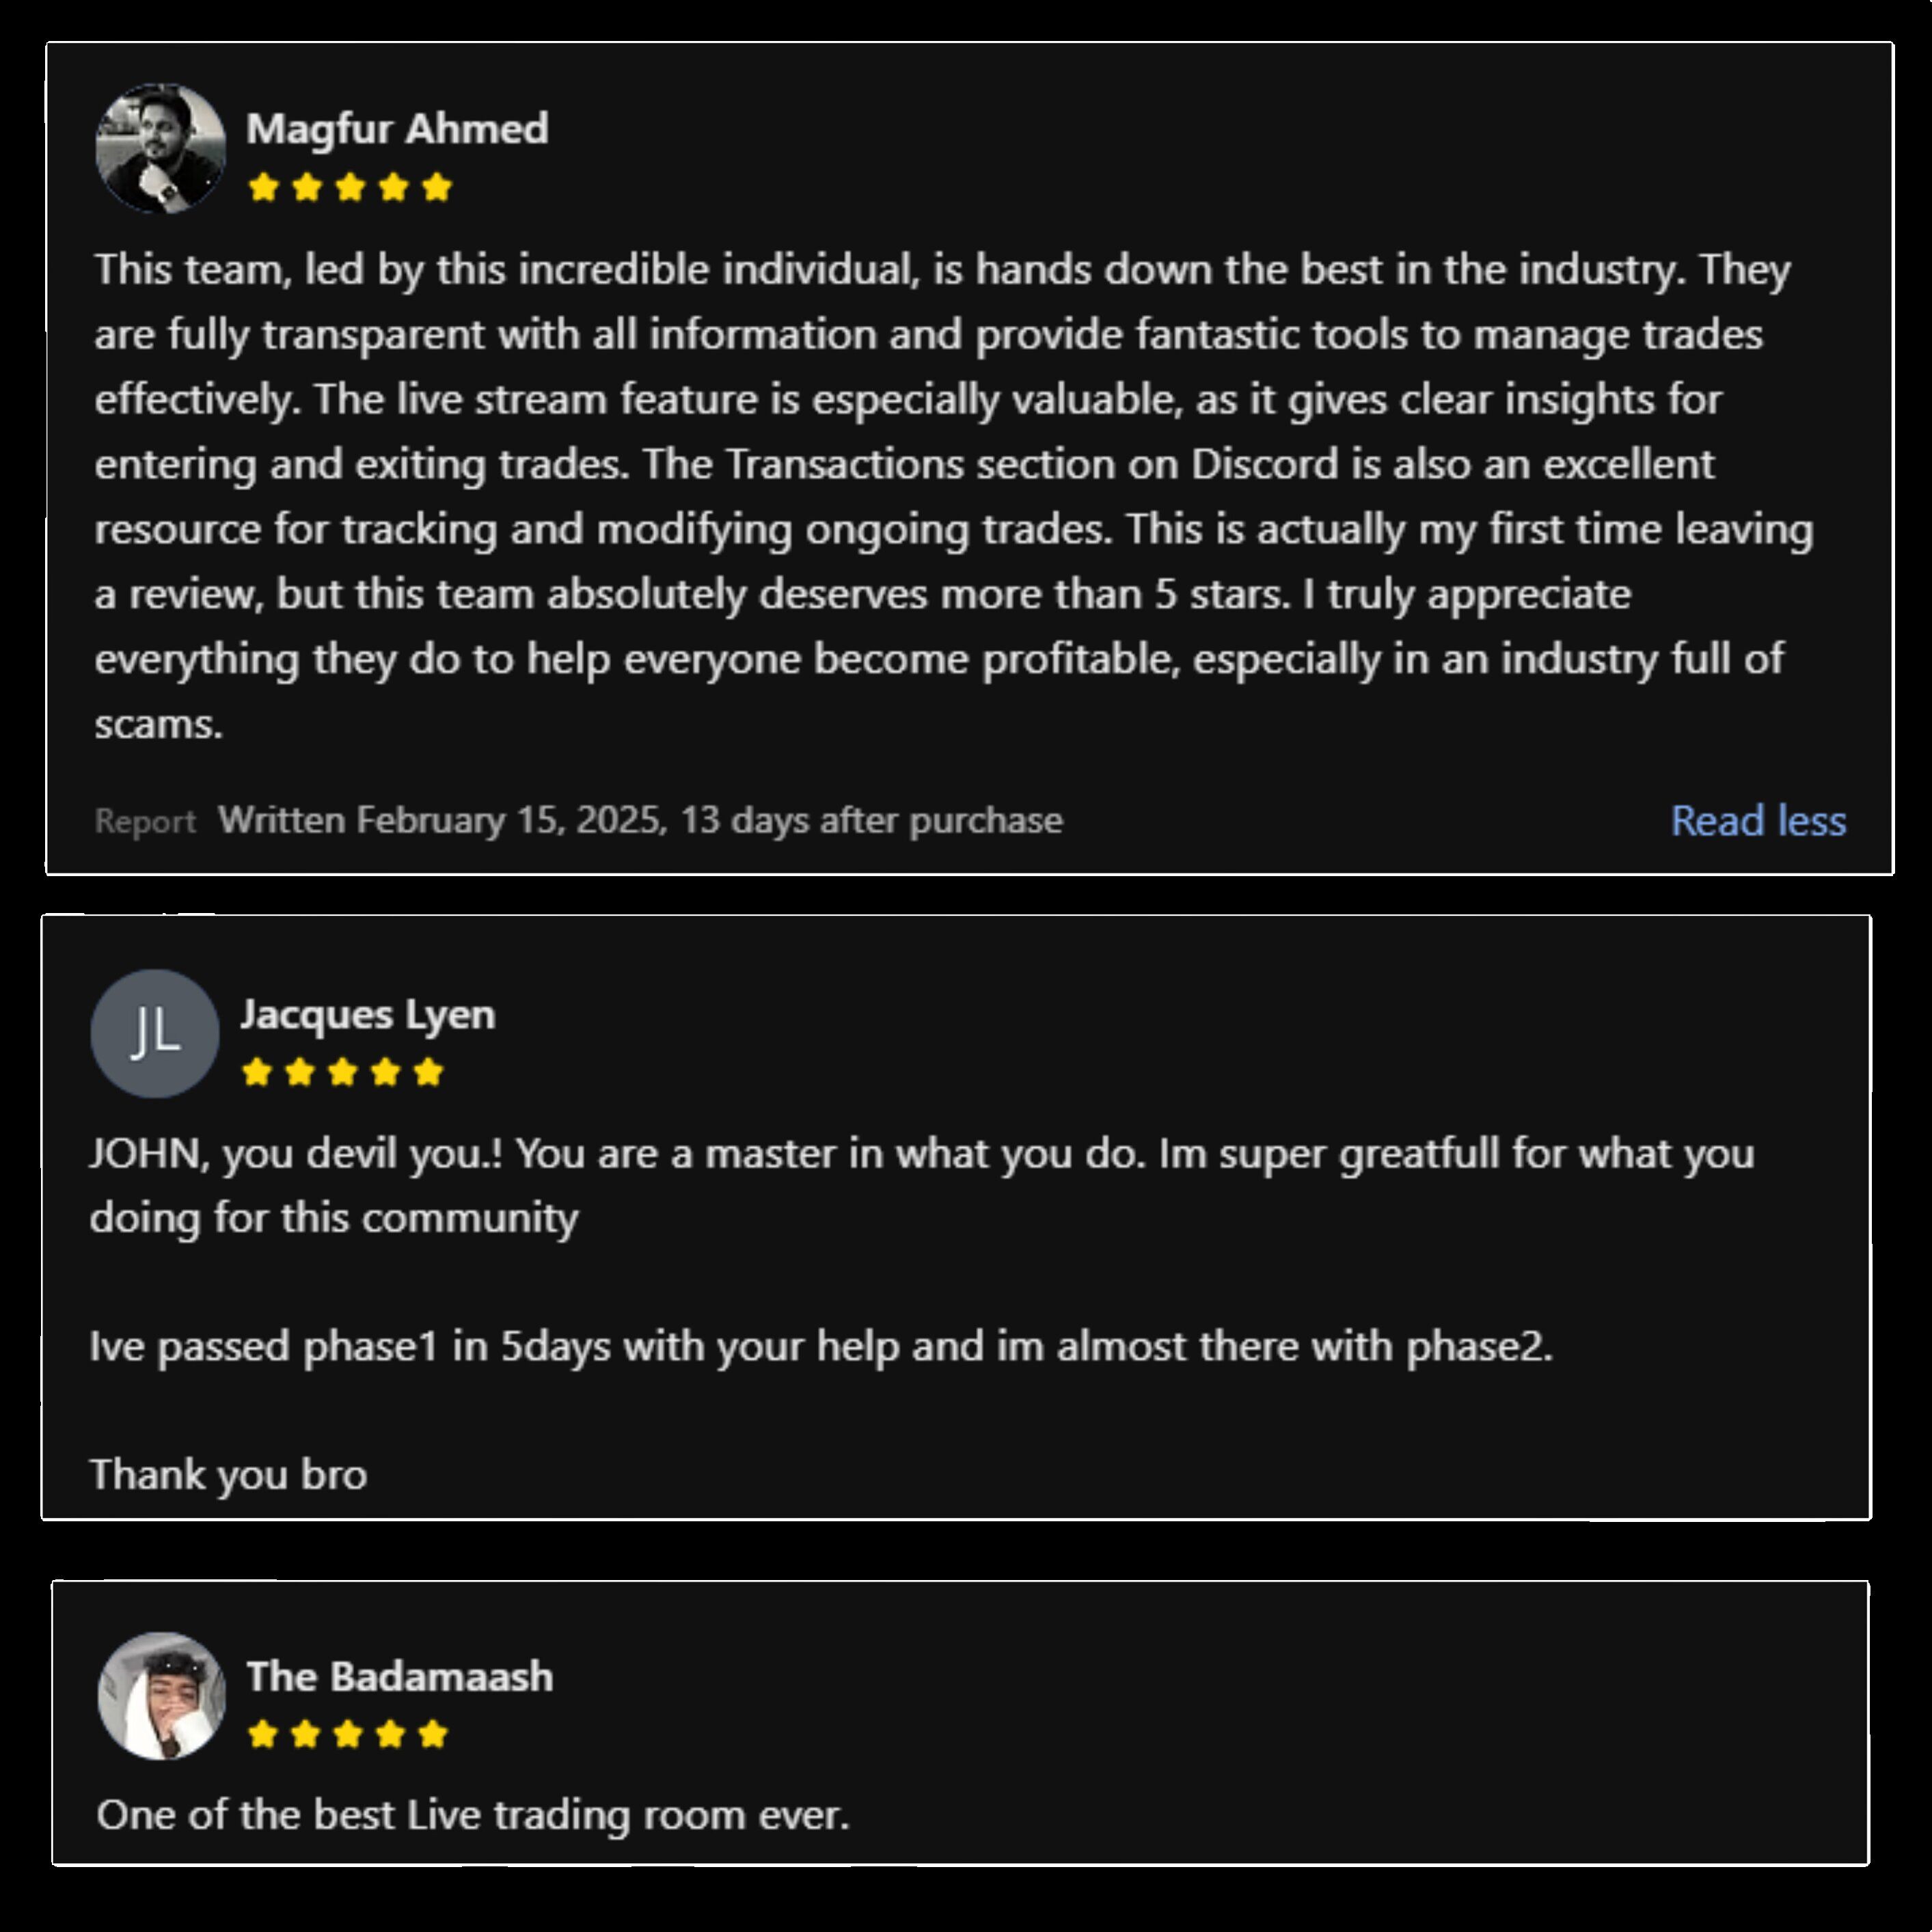 Magfur Ahmed
This team, led by this incredible individual, is hands down the best in the industry. They
are fully transparent with all information and provide fantastic tools to manage trades
effectively. The live stream feature is especially valuable, as it gives clear insights for
entering and exiting trades. The Transactions section on Discord is also an excellent
resource for tracking and modifying ongoing trades. This is actually my first time leaving
a review, but this team absolutely deserves more than 5 stars. I truly appreciate
everything they do to help everyone become profitable, especially in an industry full of
scams.
Report Written February 15, 2025, 13 days after purchase Read less
JL
Jacques Lyen
JOHN, you devil you.! You are a master in what you do. Im super greatfull for what you
doing for this community
Ive passed phase1 in 5days with your help and im almost there with phase2.
Thank you bro
The Badamaash
One of the best Live trading room ever.